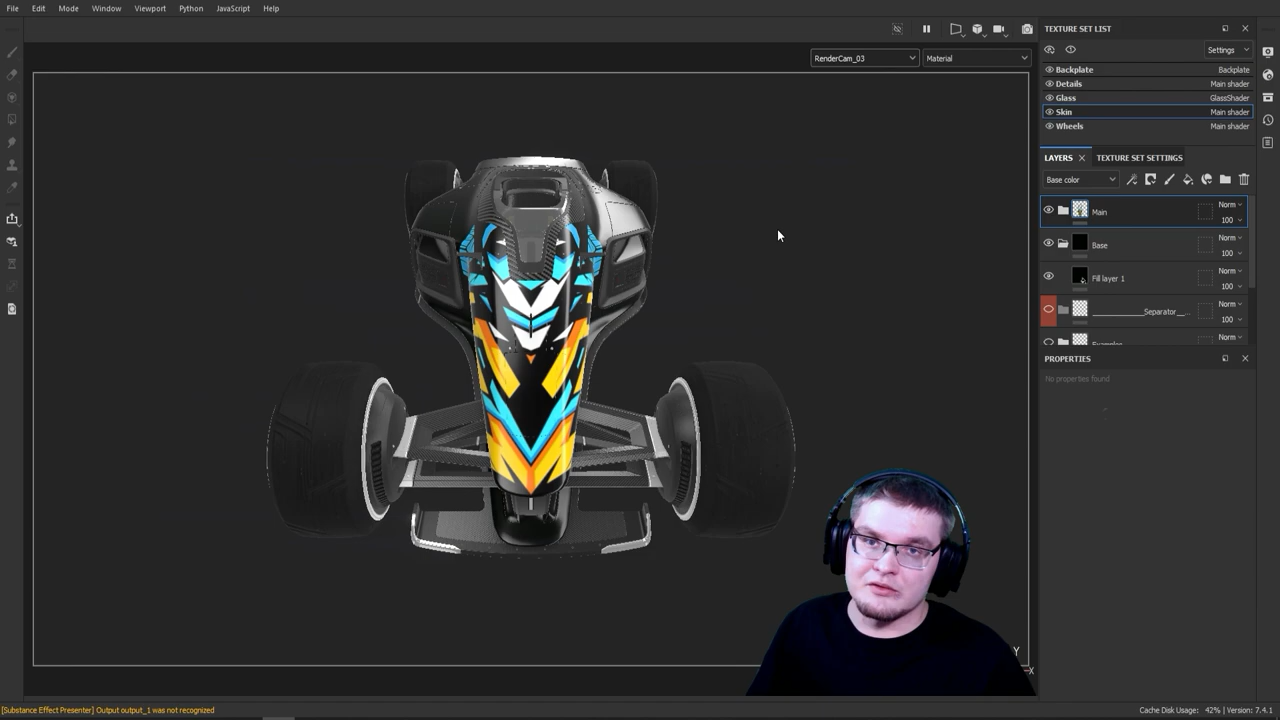 File Edit Mode Window Viewport Python JavaScript Help
TEXTURE SET LIST
Settings
RenderCam_03 Material
Backplate Backplate
Details Main shader
Glass GlassShader
Skin Main shader
Wheels Main shader
LAYERS TEXTURE SET SETTINGS
Base color
Main Norm
100
Base Norm
100
Fill layer 1 Norm
100
____________Separator__... Norm
100
Examples Norm
PROPERTIES
No properties found
Y
X
[Substance Effect Presenter] Output output_1 was not recognized
Cache Disk Usage: 42% | Version: 7.4.1